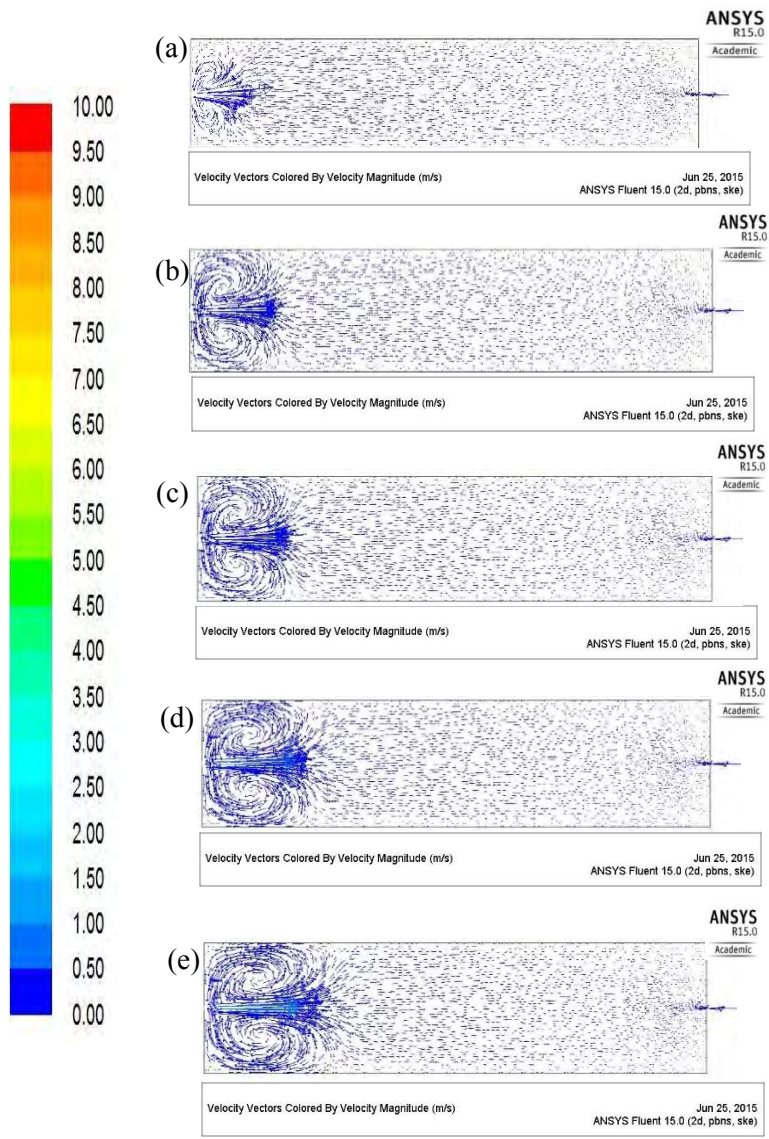 ANSYS
R15.0
Academic
(a)
Velocity Vectors Colored By Velocity Magnitude (m/s)
Jun 25, 2015
ANSYS Fluent 15.0 (2d, pbns, ske)
ANSYS
R15.0
Academic
(b)
Velocity Vectors Colored By Velocity Magnitude (m/s)
Jun 25, 2015
ANSYS Fluent 15.0 (2d, pbns, ske)
ANSYS
R15.0
Academic
(c)
Velocity Vectors Colored By Velocity Magnitude (m/s)
Jun 25, 2015
ANSYS Fluent 15.0 (2d, pbns, ske)
ANSYS
R15.0
Academic
(d)
Velocity Vectors Colored By Velocity Magnitude (m/s)
Jun 25, 2015
ANSYS Fluent 15.0 (2d, pbns, ske)
ANSYS
R15.0
Academic
(e)
Velocity Vectors Colored By Velocity Magnitude (m/s)
Jun 25, 2015
ANSYS Fluent 15.0 (2d, pbns, ske)
10.00
9.50
9.00
8.50
8.00
7.50
7.00
6.50
6.00
5.50
5.00
4.50
4.00
3.50
3.00
2.50
2.00
1.50
1.00
0.50
0.00